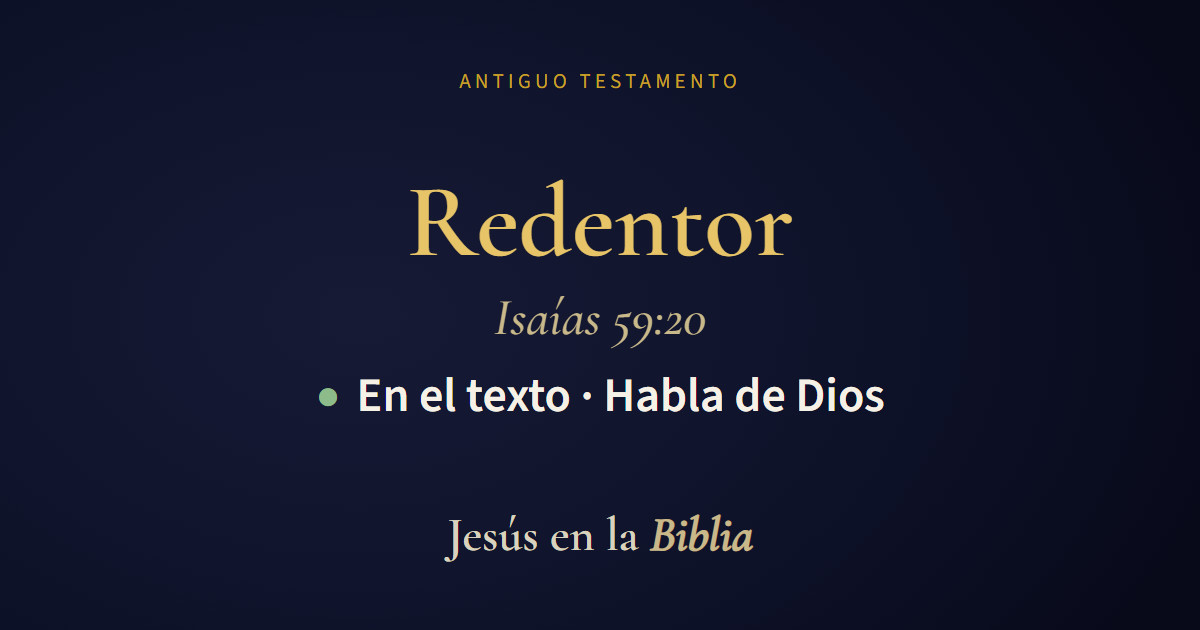 ANTIGUO TESTAMENTO
Redentor
Isaías 59:20
En el texto · Habla de Dios
Jesús en la Biblia